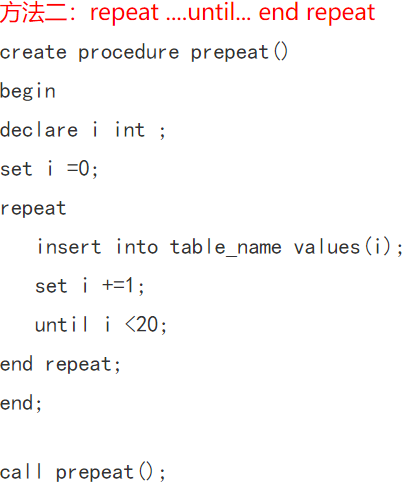 方法二：repeat ....until... end repeat
create procedure prepeat()
begin
declare i int ;
set i =0;
repeat
insert into table_name values(i);
set i +=1;
until i <20;
end repeat;
end;
call prepeat();